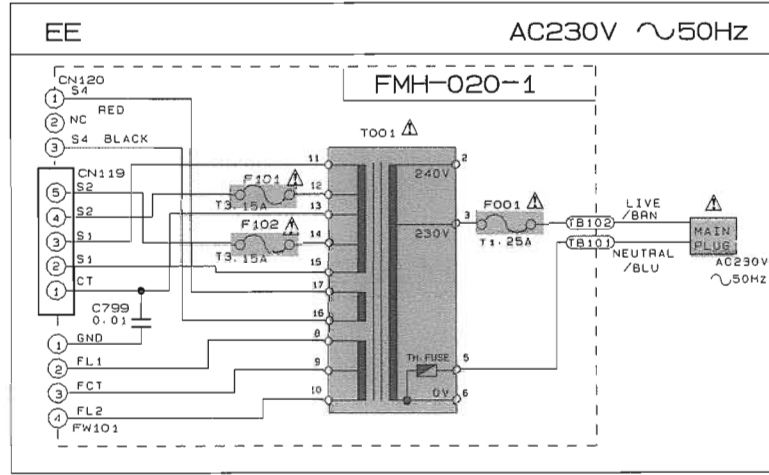 EE
AC230V 50Hz
FMH-020-1
CN120
1 S4
RED
2 NC
3 S4 BLACK
CN119
5 S2
4 S2
3 S1
2 S1
1 CT
C799
0.01
1 GND
2 FL1
3 FCT
4 FL2
FW101
F101
T3.15A
F102
T3.15A
T001
11
12
13
14
15
17
16
8
9
10
2
240V
3
230V
TH.FUSE
5
0V
6
F001
T1.25A
TB102
TB101
LIVE
/BRN
NEUTRAL
/BLU
MAIN
PLUG
AC230V
50Hz